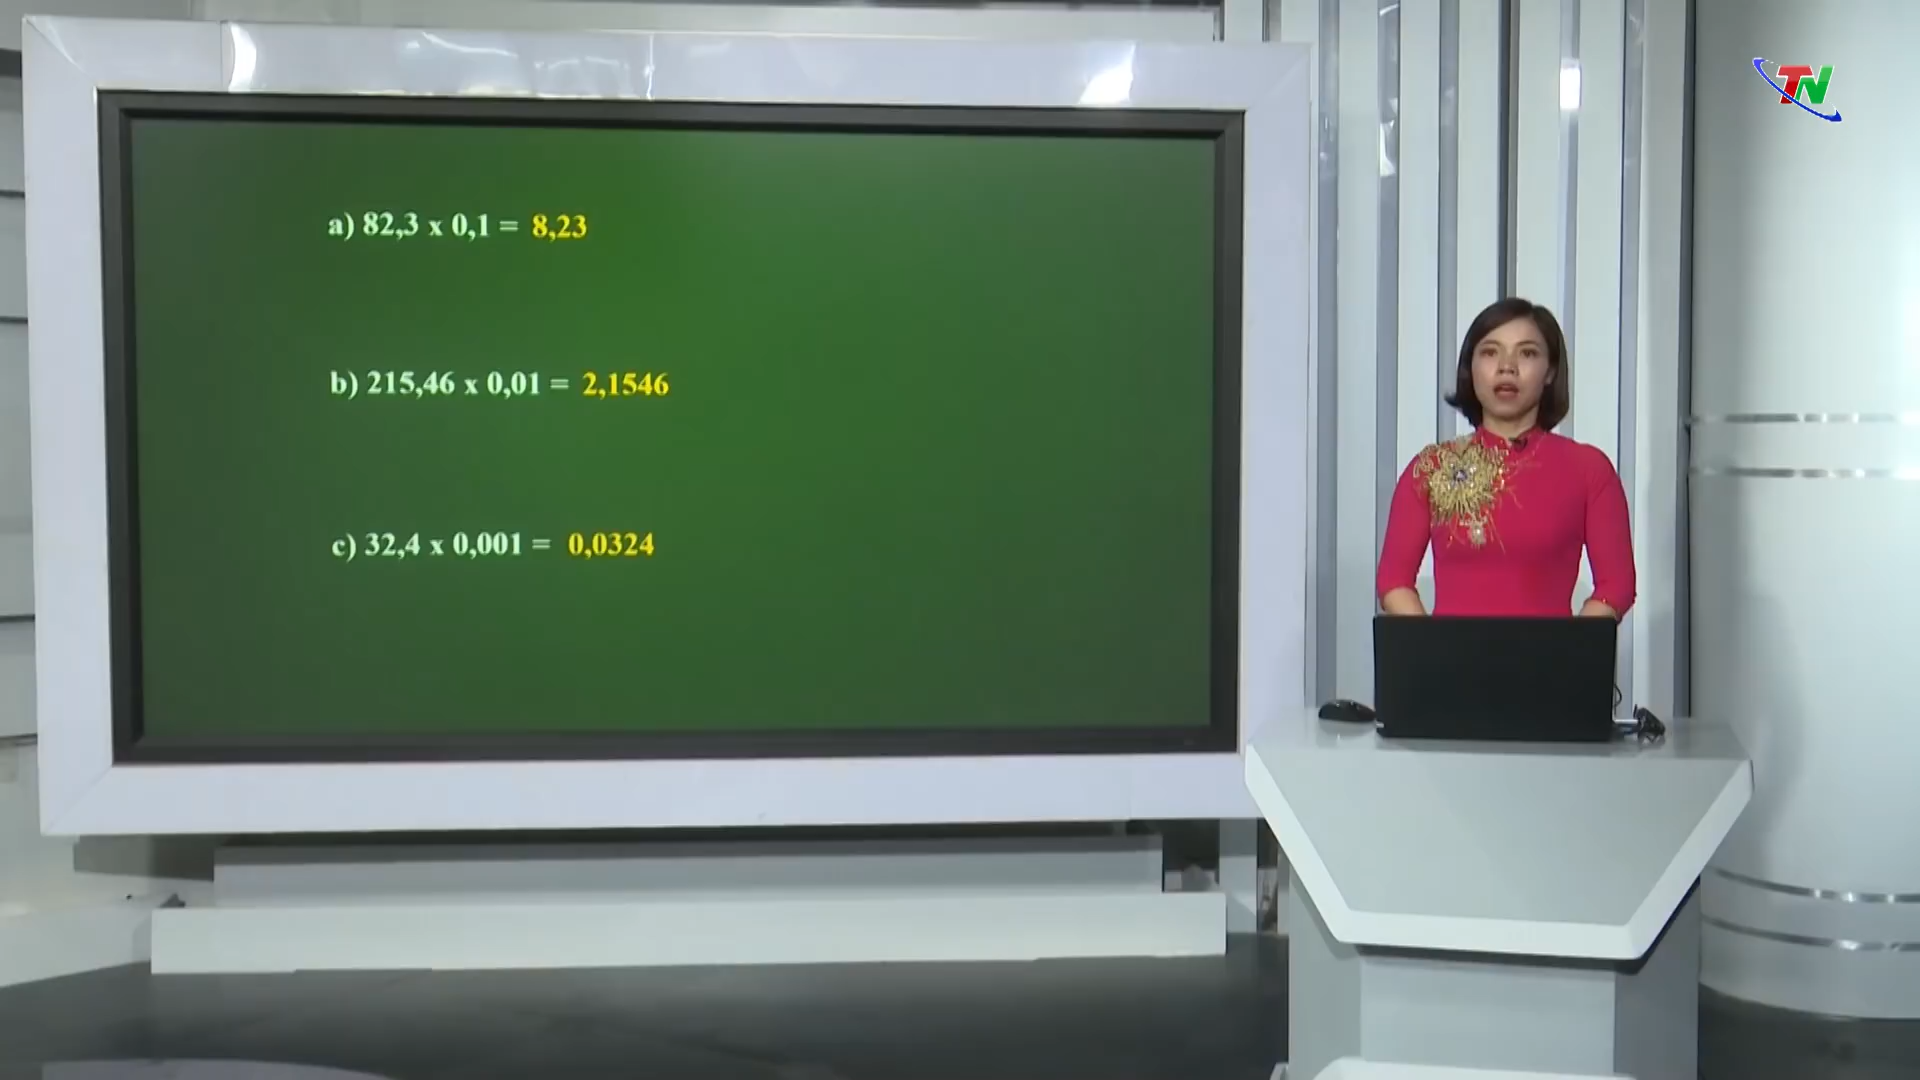 TN
a) 82,3 x 0,1 = 8,23
b) 215,46 x 0,01 = 2,1546
c) 32,4 x 0,001 = 0,0324